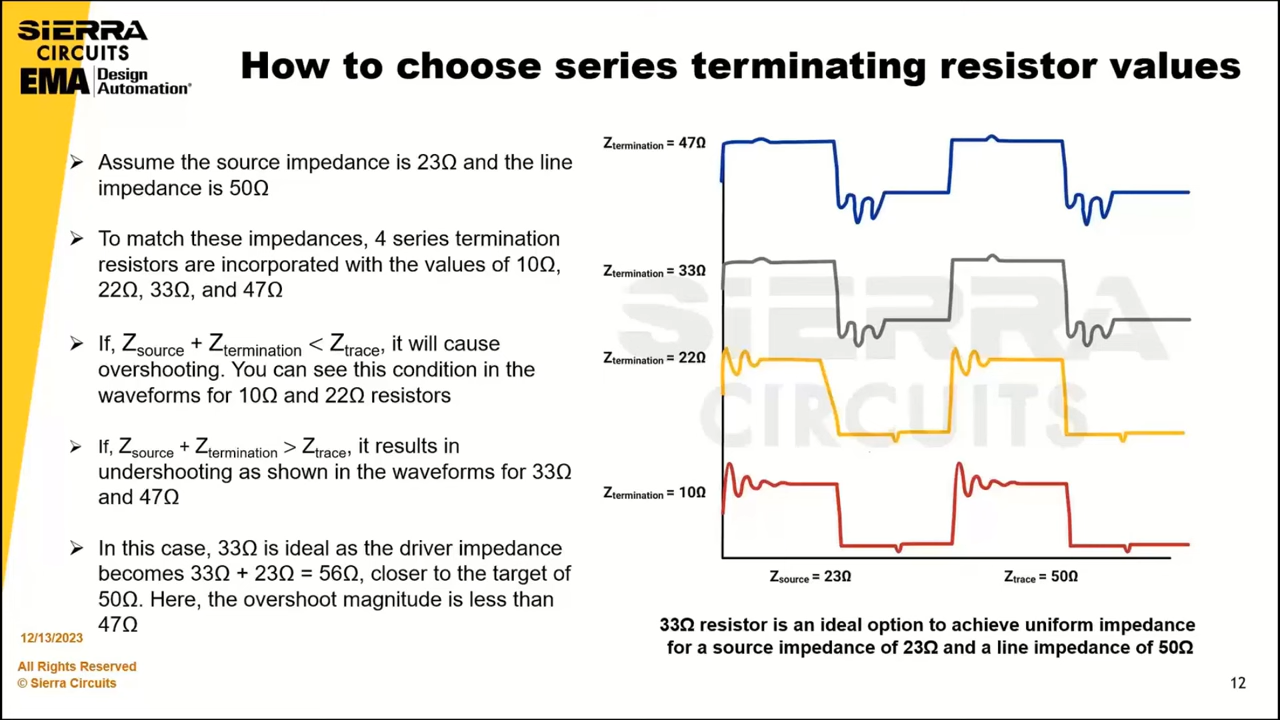 SIERRA
CIRCUITS
EMA Design
Automation®
How to choose series terminating resistor values
➢ Assume the source impedance is 23Ω and the line
impedance is 50Ω
➢ To match these impedances, 4 series termination
resistors are incorporated with the values of 10Ω,
22Ω, 33Ω, and 47Ω
➢ If, Zsource + Ztermination < Ztrace, it will cause
overshooting. You can see this condition in the
waveforms for 10Ω and 22Ω resistors
➢ If, Zsource + Ztermination > Ztrace, it results in
undershooting as shown in the waveforms for 33Ω
and 47Ω
➢ In this case, 33Ω is ideal as the driver impedance
becomes 33Ω + 23Ω = 56Ω, closer to the target of
50Ω. Here, the overshoot magnitude is less than
47Ω
Ztermination = 47Ω
Ztermination = 33Ω
Ztermination = 22Ω
Ztermination = 10Ω
SIERRA
CIRCUITS
Zsource = 23Ω
Ztrace = 50Ω
33Ω resistor is an ideal option to achieve uniform impedance
for a source impedance of 23Ω and a line impedance of 50Ω
12/13/2023
All Rights Reserved
© Sierra Circuits
12